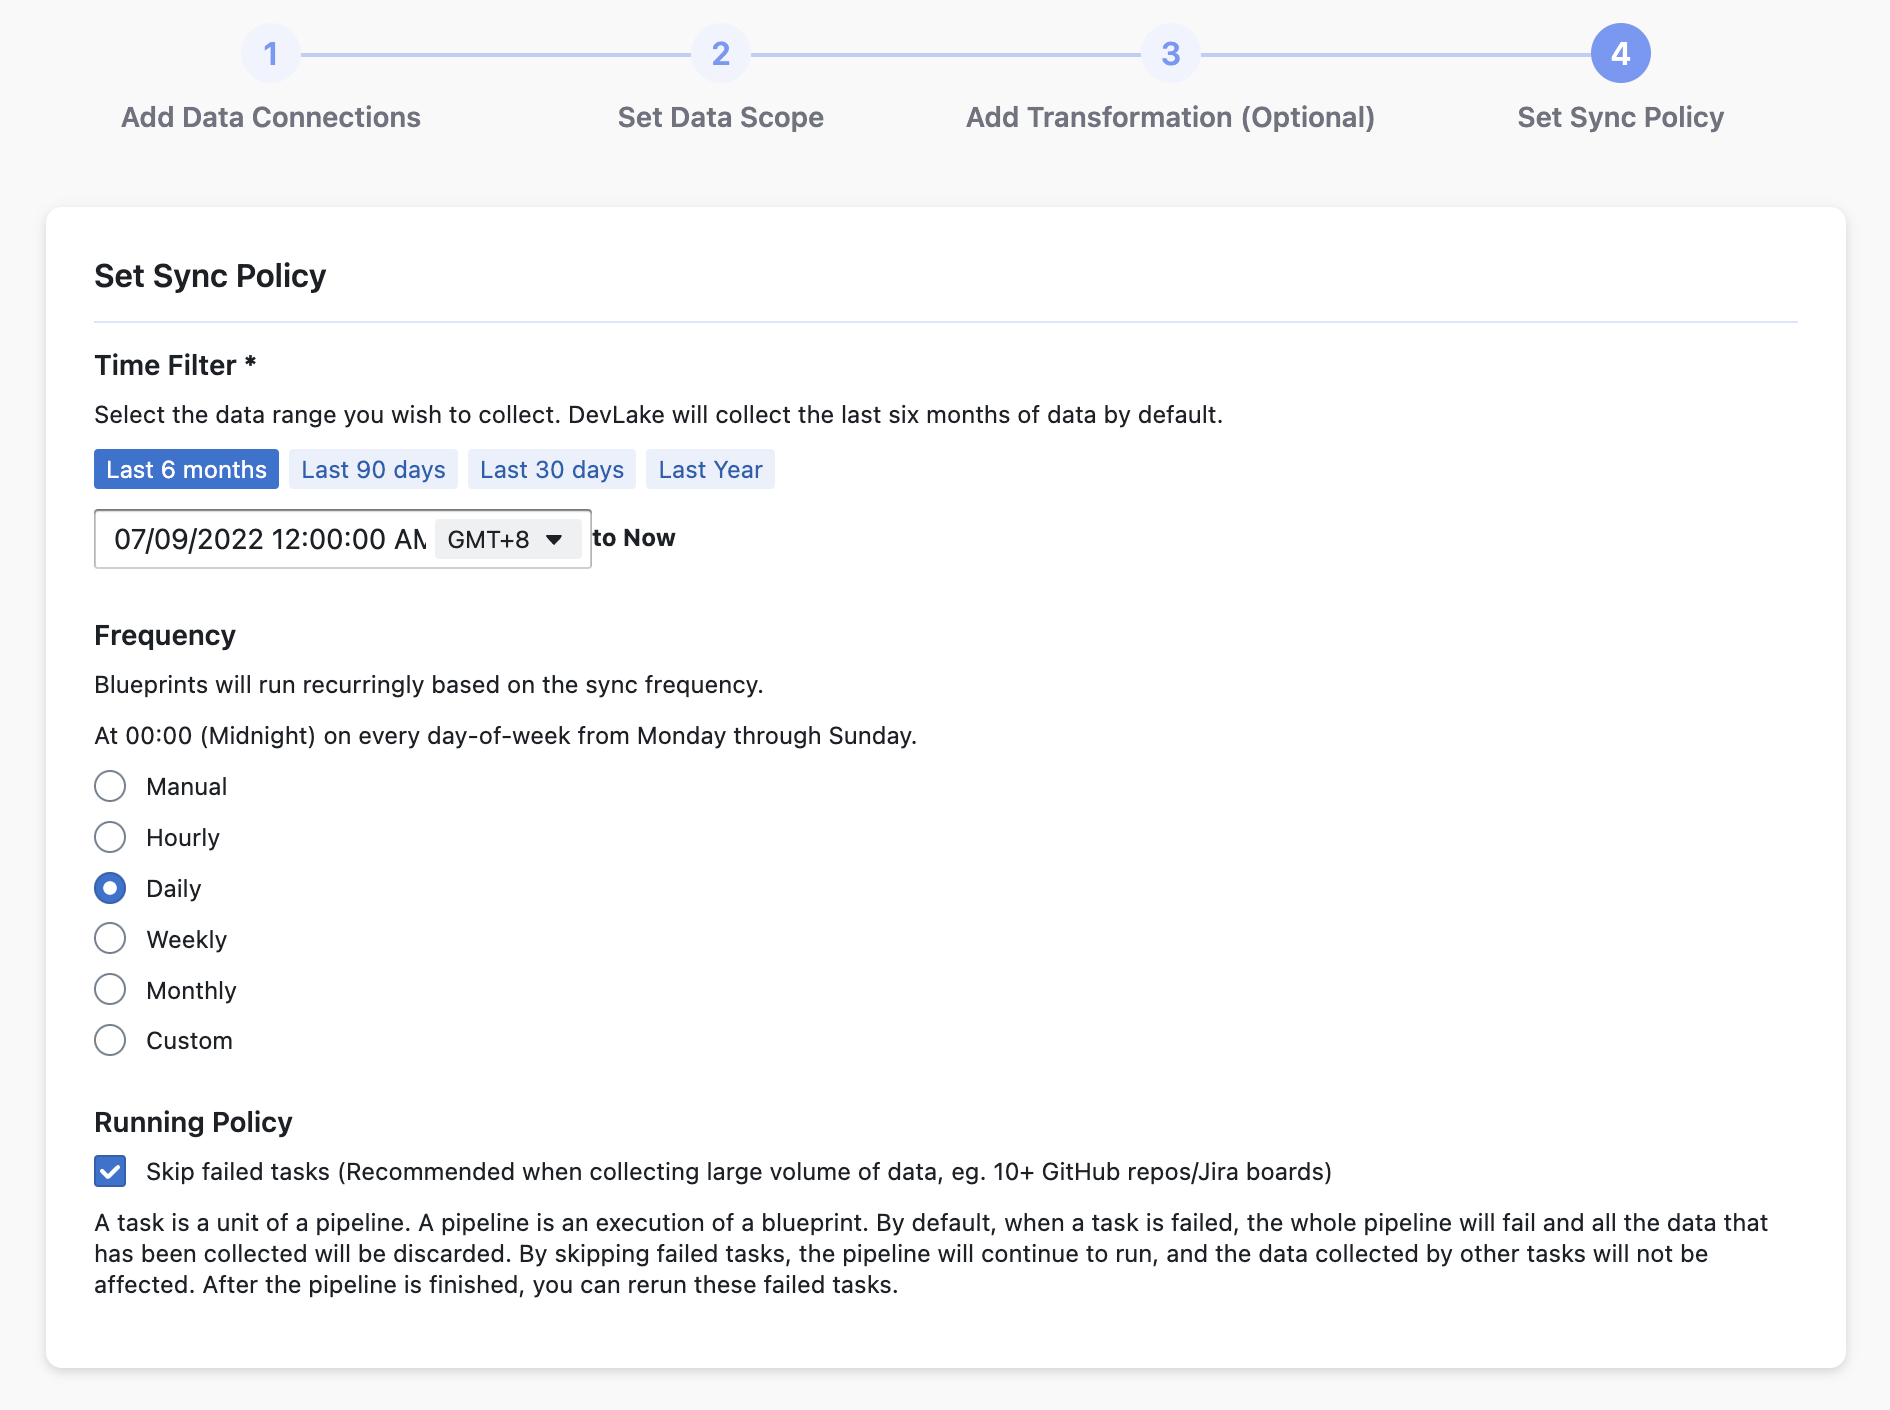 1
2
3
4
Add Data Connections
Set Data Scope
Add Transformation (Optional)
Set Sync Policy
Set Sync Policy
Time Filter *
Select the data range you wish to collect. DevLake will collect the last six months of data by default.
Last 6 months
Last 90 days
Last 30 days
Last Year
07/09/2022 12:00:00 AM
GMT+8
to Now
Frequency
Blueprints will run recurringly based on the sync frequency.
At 00:00 (Midnight) on every day-of-week from Monday through Sunday.
Manual
Hourly
Daily
Weekly
Monthly
Custom
Running Policy
Skip failed tasks (Recommended when collecting large volume of data, eg. 10+ GitHub repos/Jira boards)
A task is a unit of a pipeline. A pipeline is an execution of a blueprint. By default, when a task is failed, the whole pipeline will fail and all the data that
has been collected will be discarded. By skipping failed tasks, the pipeline will continue to run, and the data collected by other tasks will not be
affected. After the pipeline is finished, you can rerun these failed tasks.